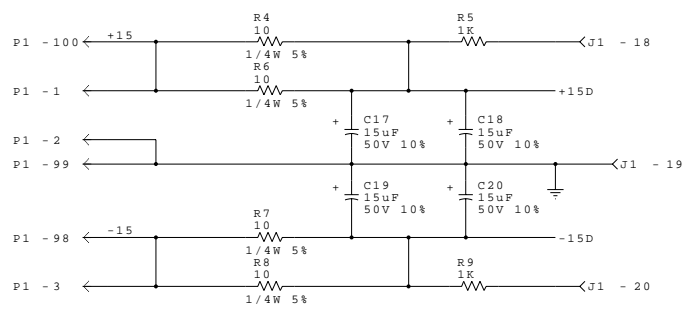 R4
10
1/4W 5%
R5
1K
P1 -100
+15
J1 -18
R6
10
1/4W 5%
P1 -1
+15D
+
C17
15uF
50V 10%
+
C18
15uF
50V 10%
P1 -2
P1 -99
J1 -19
+
C19
15uF
50V 10%
+
C20
15uF
50V 10%
R7
10
1/4W 5%
P1 -98
-15
-15D
R8
10
1/4W 5%
R9
1K
P1 -3
J1 -20